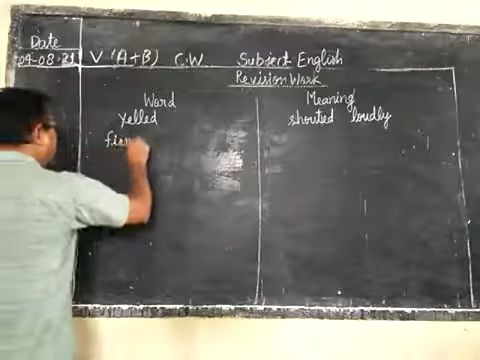 Date
09-08-21 V (A+B) C.W Subject English
Revision Work
Word Meaning
Yelled shouted loudly